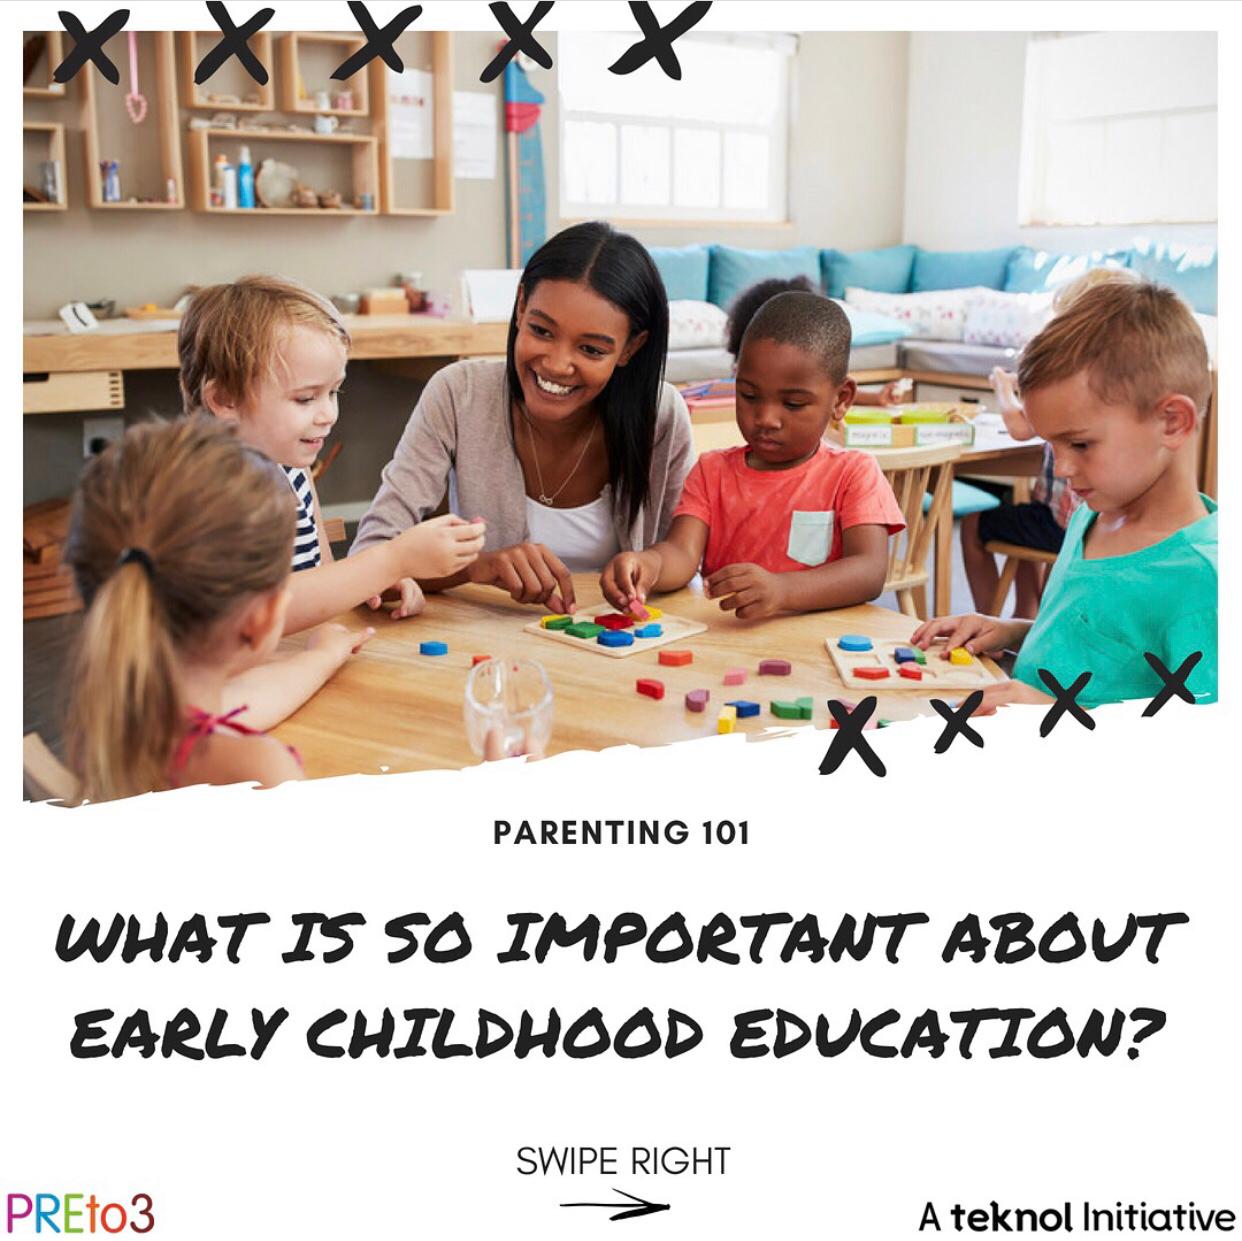 PARENTING 101
WHAT IS SO IMPORTANT ABOUT
EARLY CHILDHOOD EDUCATION?
SWIPE RIGHT
PREto3
A teknol Initiative